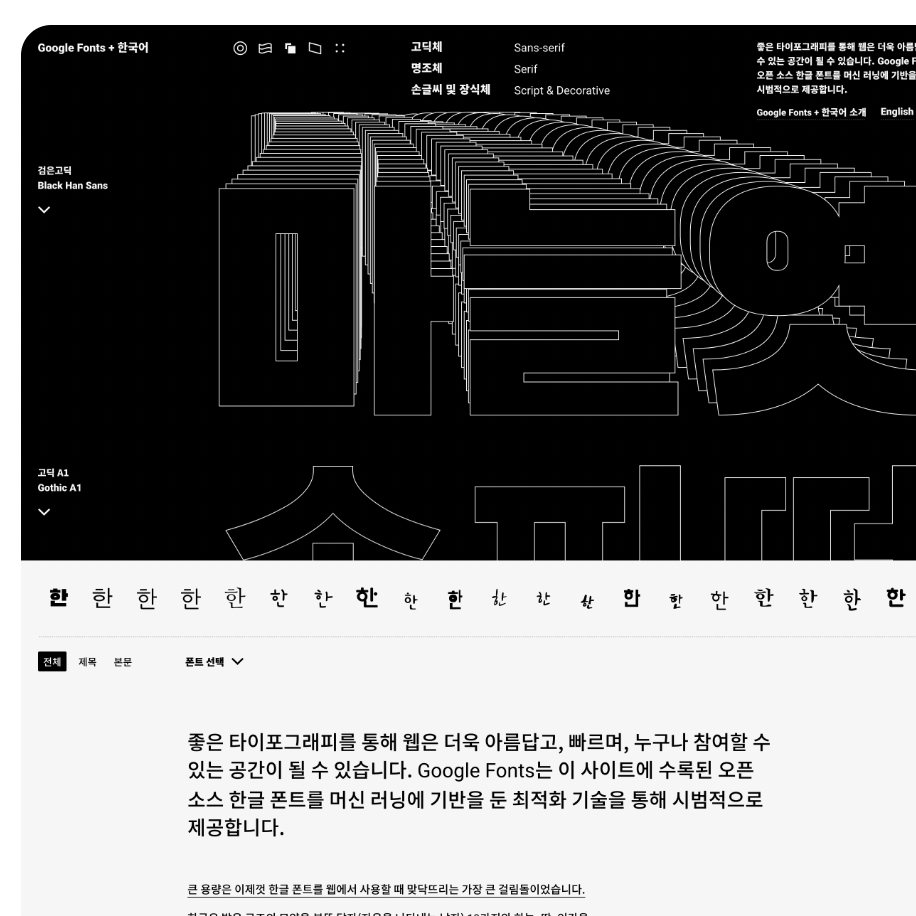 Google Fonts + 한국어
고딕체 Sans-serif
명조체 Serif
손글씨 및 장식체 Script & Decorative
좋은 타이포그래피를 통해 웹은 더욱
수 있는 공간이 될 수 있습니다. Google
오픈 소스 한글 폰트를 머신 러닝에 기반을
시범적으로 제공합니다.
Google Fonts + 한국어 소개 English
검은고딕
Black Han Sans
고딕 A1
Gothic A1
한 한 한 한 한 한 한 한 한 한 한 한 한 한 한 한 한 한 한 한
전체 제목 본문 폰트 선택
좋은 타이포그래피를 통해 웹은 더욱 아름답고, 빠르며, 누구나 참여할 수
있는 공간이 될 수 있습니다. Google Fonts는 이 사이트에 수록된 오픈
소스 한글 폰트를 머신 러닝에 기반을 둔 최적화 기술을 통해 시범적으로
제공합니다.
큰 용량은 이제껏 한글 폰트를 웹에서 사용할 때 맞닥뜨리는 가장 큰 걸림돌이었습니다.